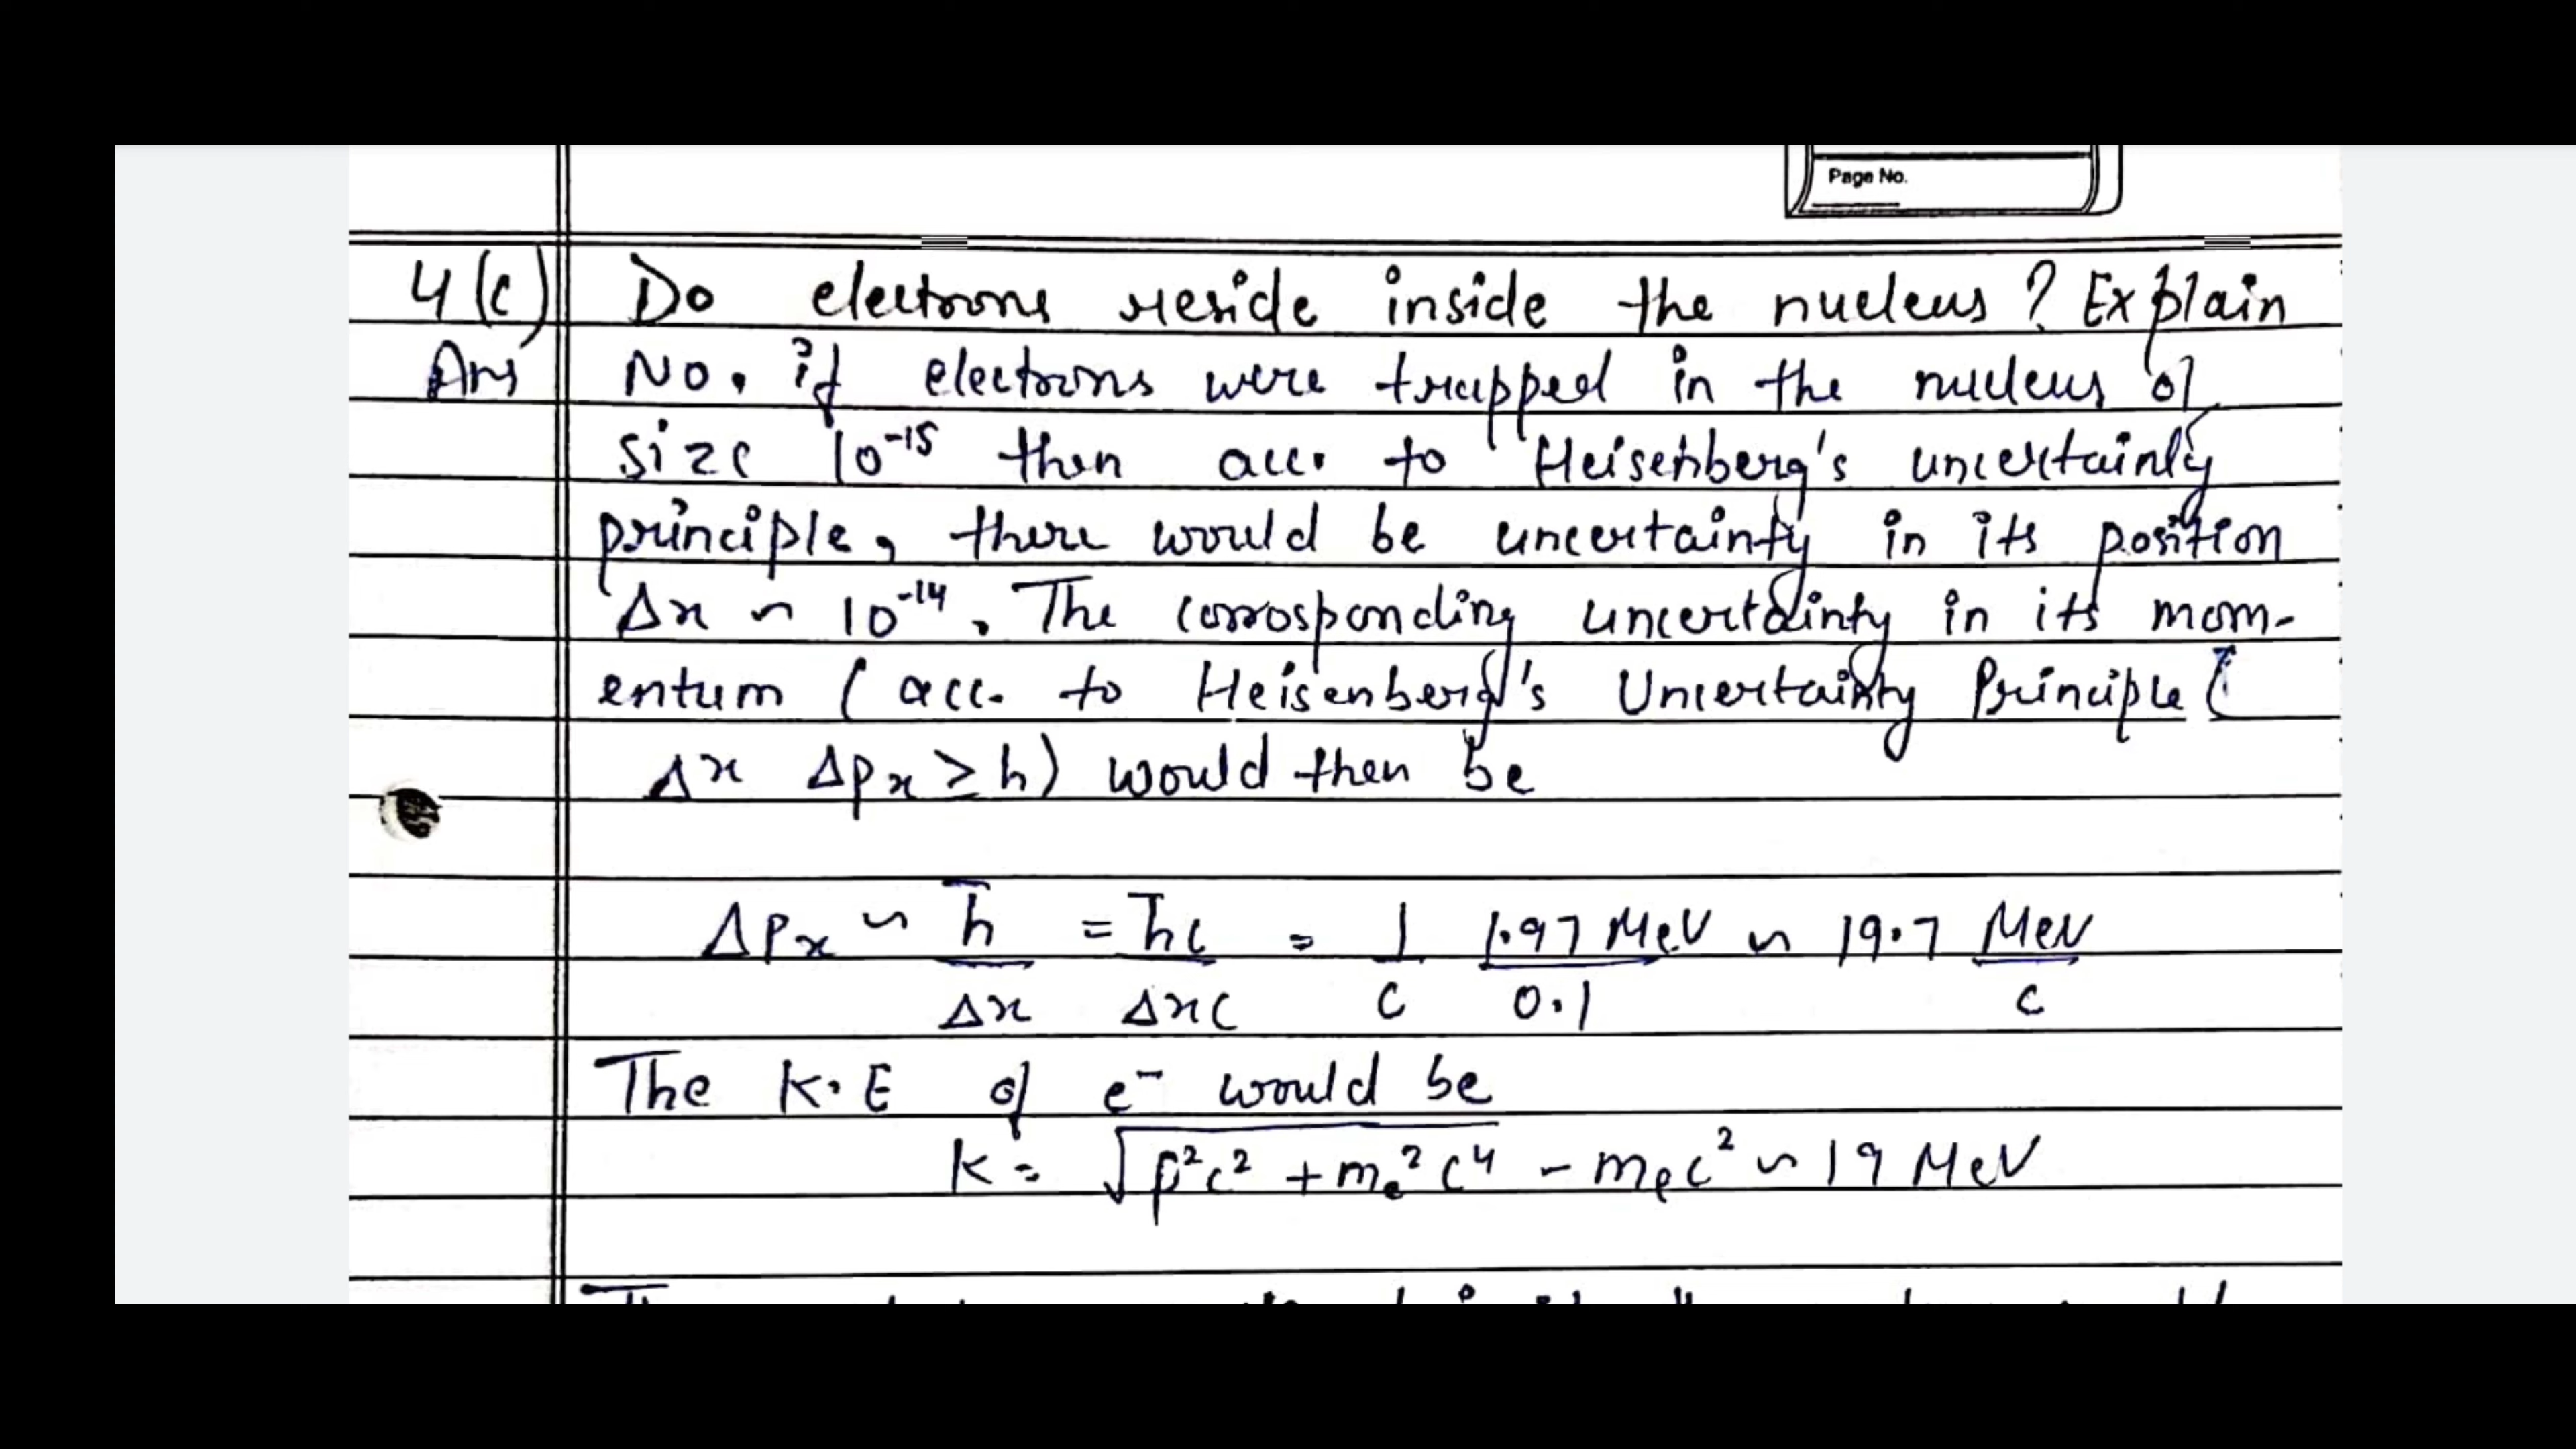 Page No.
4(c) Do electrons reside inside the nucleus? Explain
Ans No. if electrons were trapped in the nucleus of
size 10⁻¹⁵ then acc. to Heisenberg's uncertainly
principle, there would be uncertainty in its position
Δx ~ 10⁻¹⁴. The corrosponding uncertainty in its mom-
entum (acc. to Heisenberg's Uncertainty Principle (
Δx Δpx ≥ ħ) would then be
Δpx ~ ħ/Δx = ħc/Δxc = 1/c 1.97 MeV/0.1 ~ 19.7 MeV/c
The K.E of e⁻ would be
K = √(p²c² + mₑ²c⁴) - mₑc² ~ 19 MeV